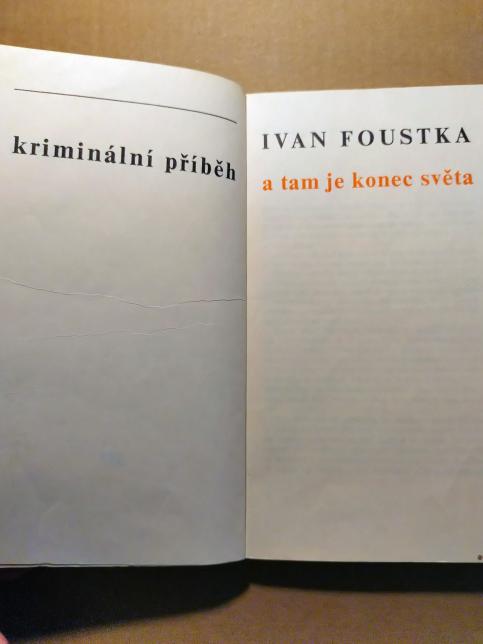 kriminální příběh
IVAN FOUSTKA
a tam je konec světa